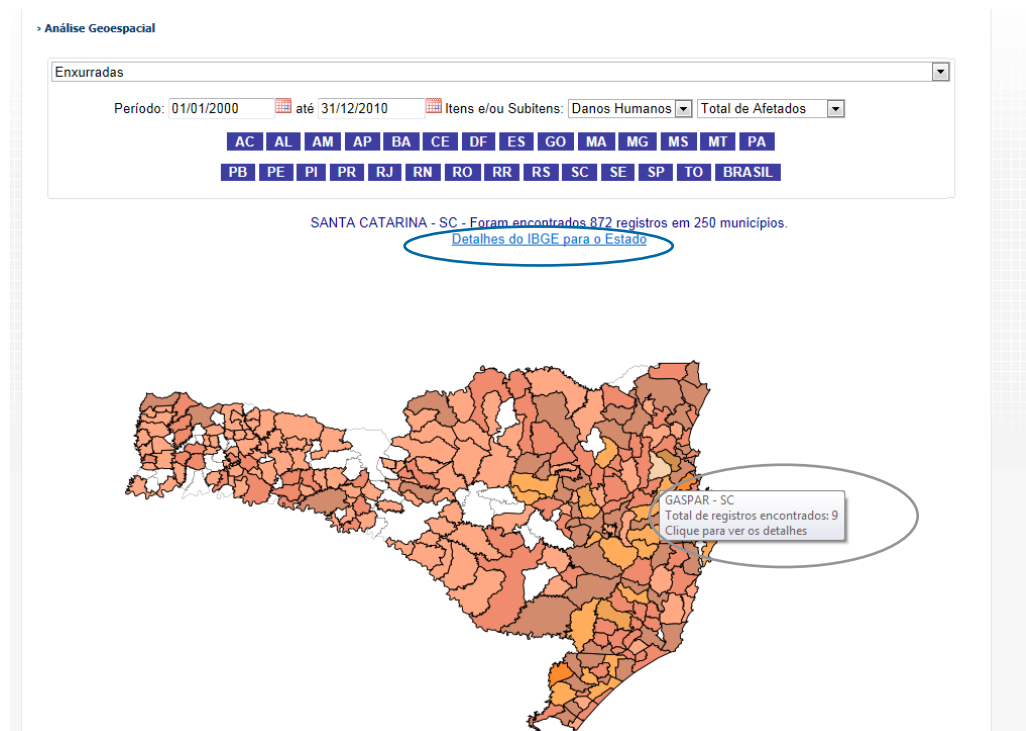 › Análise Geoespacial
Enxurradas
Período: 01/01/2000 até 31/12/2010 Itens e/ou Subitens: Danos Humanos Total de Afetados
AC AL AM AP BA CE DF ES GO MA MG MS MT PA
PB PE PI PR RJ RN RO RR RS SC SE SP TO BRASIL
SANTA CATARINA - SC - Foram encontrados 872 registros em 250 municípios.
Detalhes do IBGE para o Estado
GASPAR - SC
Total de registros encontrados: 9
Clique para ver os detalhes